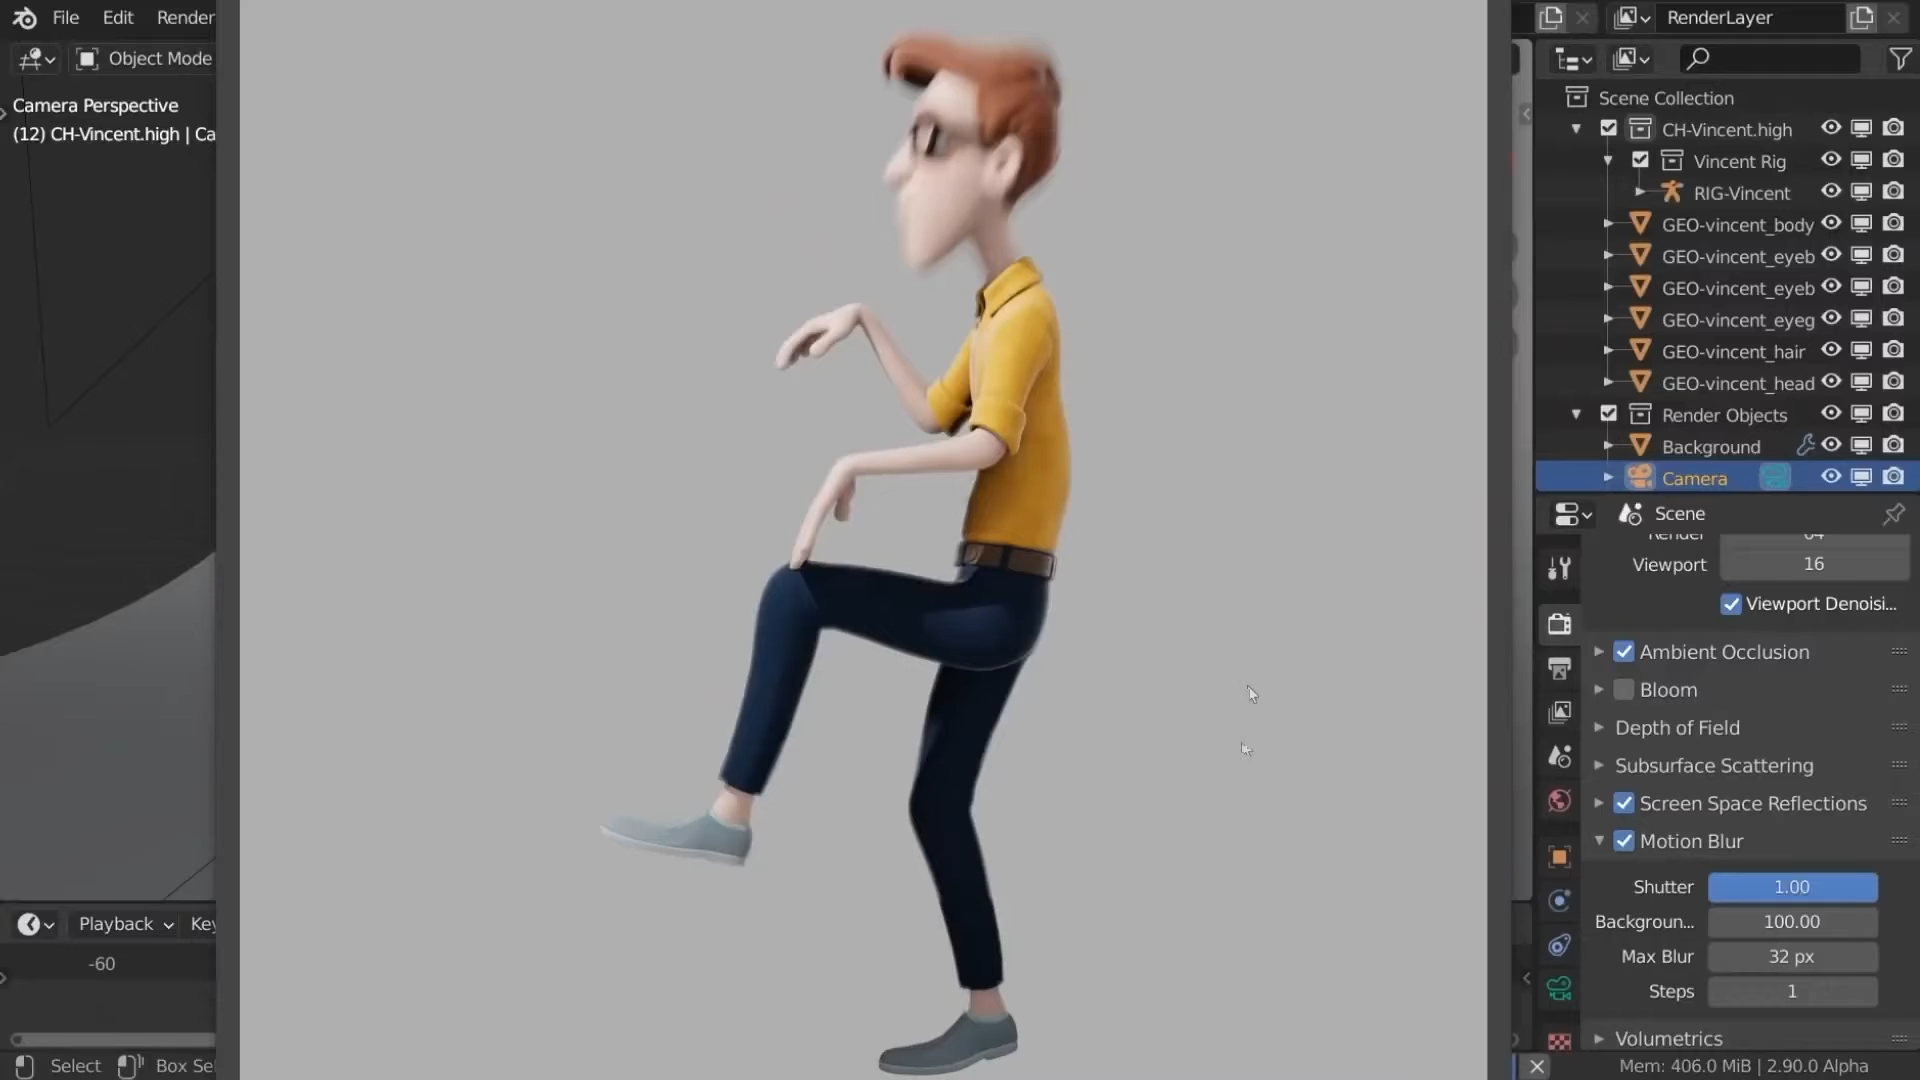 File Edit Render
RenderLayer
Object Mode
Camera Perspective
(12) CH-Vincent.high | Ca
Scene Collection
CH-Vincent.high
Vincent Rig
RIG-Vincent
GEO-vincent_body
GEO-vincent_eyeb
GEO-vincent_eyeb
GEO-vincent_eyeg
GEO-vincent_hair
GEO-vincent_head
Render Objects
Background
Camera
Scene
Render 64
Viewport 16
Viewport Denoisi...
Ambient Occlusion
Bloom
Depth of Field
Subsurface Scattering
Screen Space Reflections
Motion Blur
Shutter 1.00
Backgroun... 100.00
Max Blur 32 px
Steps 1
Volumetrics
Playback Key
-60
Select Box Sel
Mem: 406.0 MiB | 2.90.0 Alpha